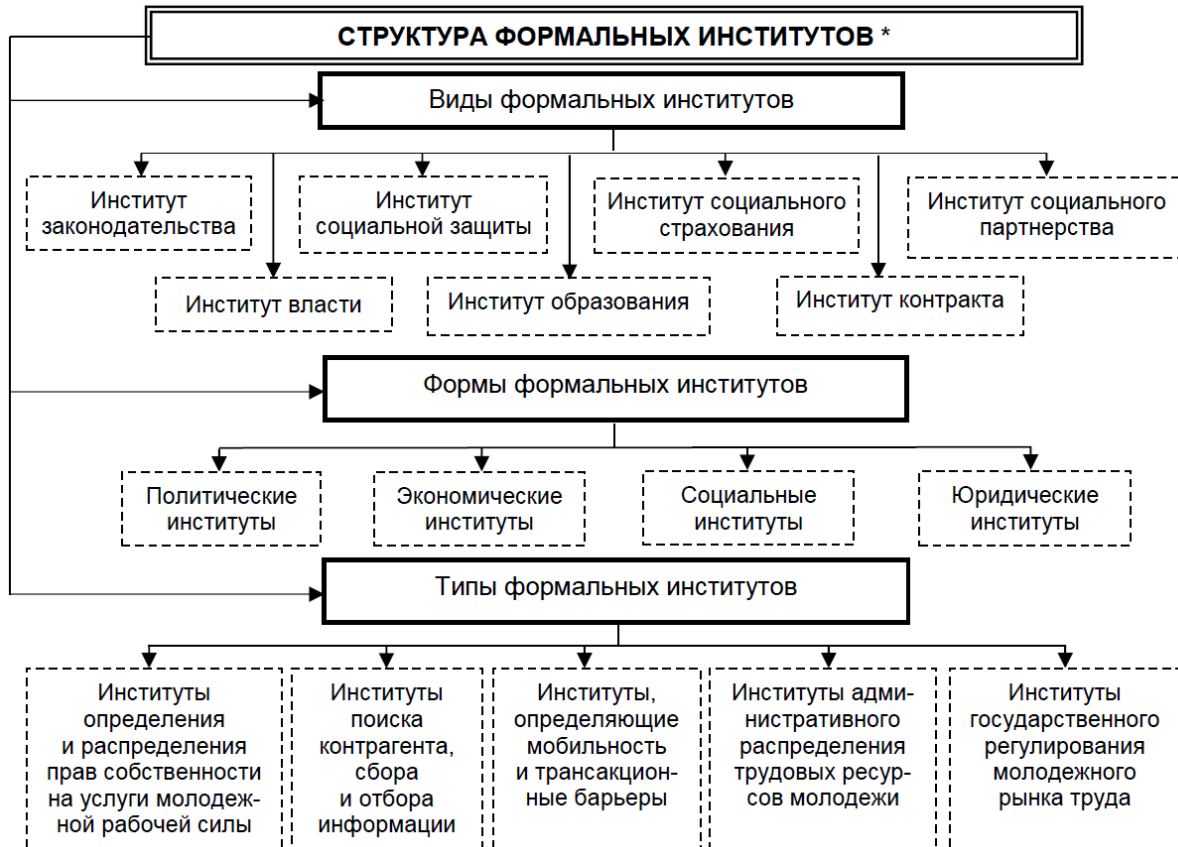 СТРУКТУРА ФОРМАЛЬНЫХ ИНСТИТУТОВ *
Виды формальных институтов
Институт
законодательства
Институт
социальной защиты
Институт социального
страхования
Институт социального
партнерства
Институт власти
Институт образования
Институт контракта
Формы формальных институтов
Политические
институты
Экономические
институты
Социальные
институты
Юридические
институты
Типы формальных институтов
Институты
определения
и распределения
прав собственности
на услуги молодеж-
ной рабочей силы
Институты
поиска
контрагента,
сбора
и отбора
информации
Институты,
определяющие
мобильность
и трансакцион-
ные барьеры
Институты адми-
нистративного
распределения
трудовых ресур-
сов молодежи
Институты
государственного
регулирования
молодежного
рынка труда